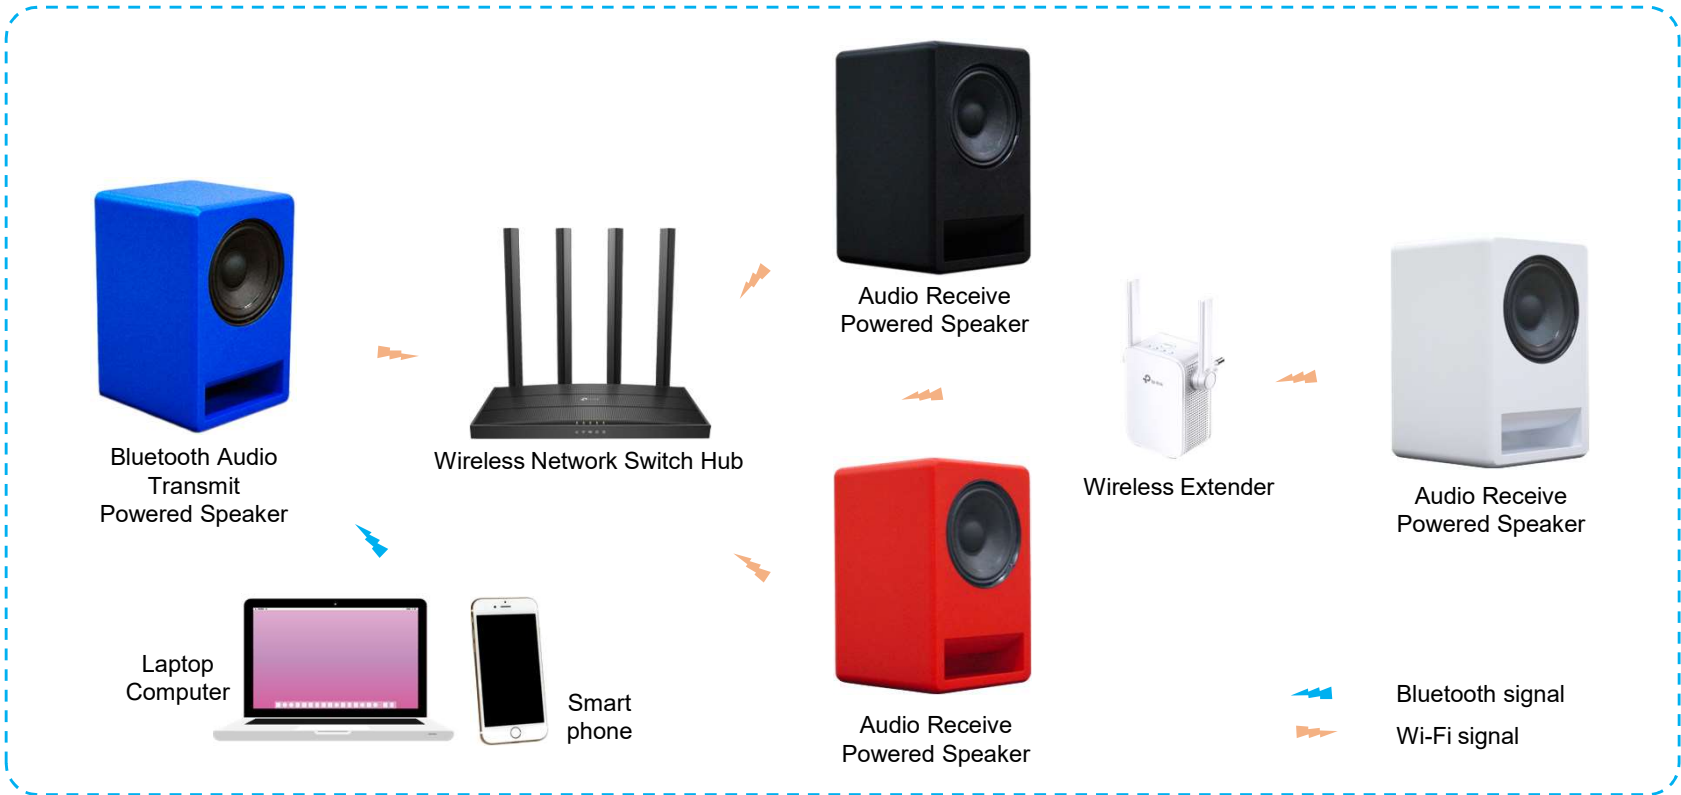 Audio Receive
Powered Speaker
Bluetooth Audio
Transmit
Powered Speaker
Wireless Network Switch Hub
Wireless Extender
Audio Receive
Powered Speaker
Laptop
Computer
Smart
phone
Audio Receive
Powered Speaker
Bluetooth signal
Wi-Fi signal